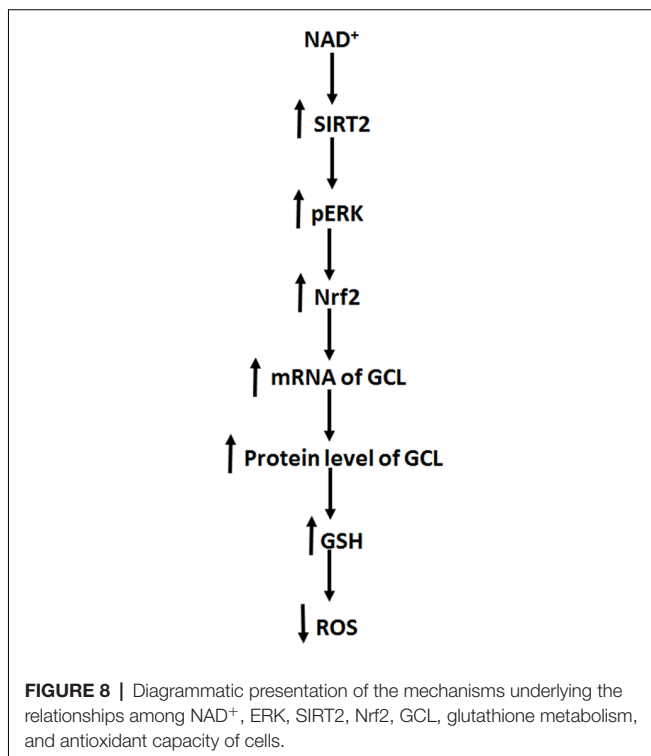 NAD⁺
SIRT2
pERK
Nrf2
mRNA of GCL
Protein level of GCL
GSH
ROS
FIGURE 8 | Diagrammatic presentation of the mechanisms underlying the
relationships among NAD⁺, ERK, SIRT2, Nrf2, GCL, glutathione metabolism,
and antioxidant capacity of cells.